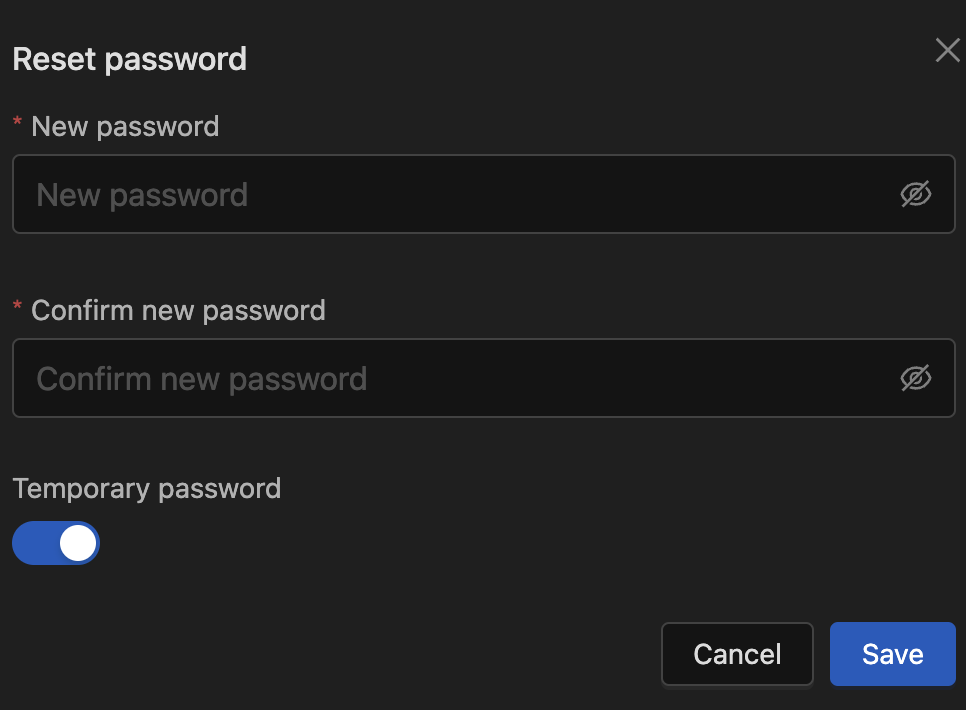 Reset password
* New password
New password
* Confirm new password
Confirm new password
Temporary password
Cancel Save